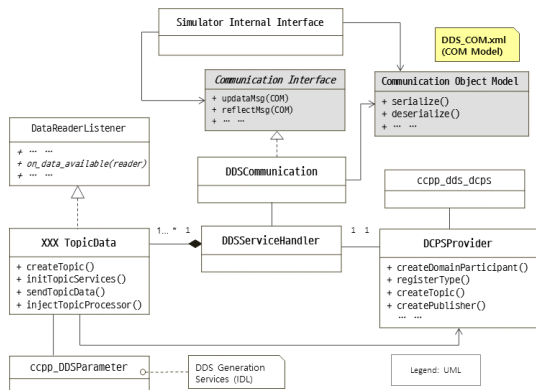 Simulator Internal Interface
DDS_COM.xml
(COM Model)
Communication Interface
+ updataMsg(COM)
+ reflectMsg(COM)
+ … …
Communication Object Model
+ serialize()
+ deserialize()
+ … …
DataReaderListener
+ … …
+ on_data_available(reader)
+ … …
DDSCommunication
ccpp_dds_dcps
XXX TopicData
+ createTopic()
+ initTopicServices()
+ sendTopicData()
+ injectTopicProcessor()
1... * 1
DDSServiceHandler
1 1
DCPSProvider
+ createDomainParticipant()
+ registerType()
+ createTopic()
+ createPublisher()
… …
ccpp_DDSParameter
DDS Generation
Services (IDL)
Legend: UML